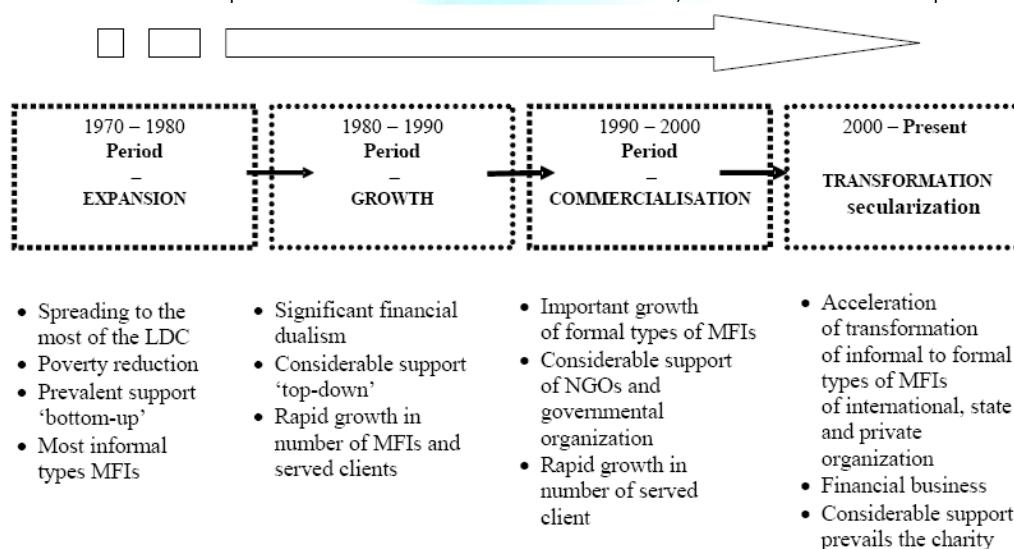 1970 – 1980
Period
–
EXPANSION
1980 – 1990
Period
–
GROWTH
1990 – 2000
Period
–
COMMERCIALISATION
2000 – Present
TRANSFORMATION
secularization
• Spreading to the
most of the LDC
• Poverty reduction
• Prevalent support
‘bottom-up’
• Most informal
types MFIs
• Significant financial
dualism
• Considerable support
‘top-down’
• Rapid growth in
number of MFIs and
served clients
• Important growth
of formal types of MFIs
• Considerable support
of NGOs and
governmental
organization
• Rapid growth in
number of served
client
• Acceleration
of transformation
of informal to formal
types of MFIs
of international, state
and private
organization
• Financial business
• Considerable support
prevails the charity